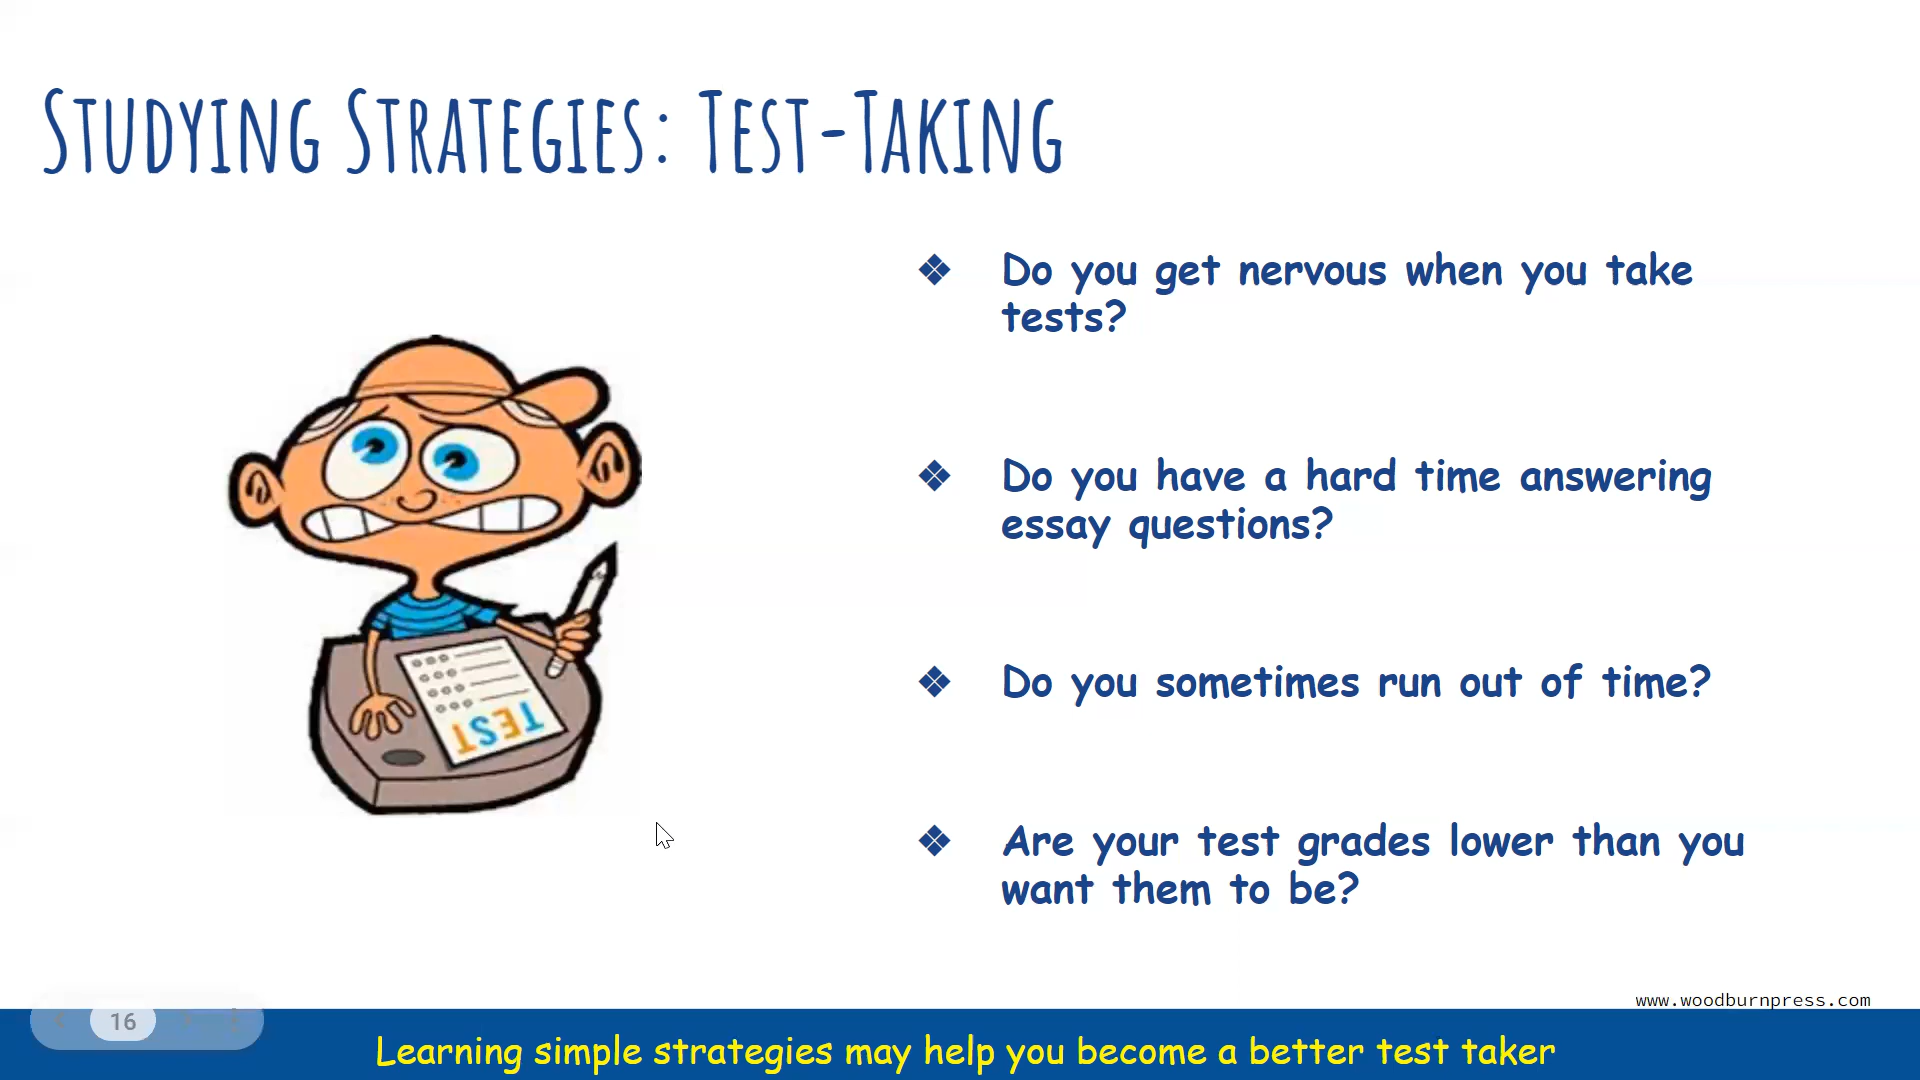 Studying Strategies: Test-Taking
❖ Do you get nervous when you take
tests?
❖ Do you have a hard time answering
essay questions?
❖ Do you sometimes run out of time?
❖ Are your test grades lower than you
want them to be?
TEST
www.woodburnpress.com
16
Learning simple strategies may help you become a better test taker